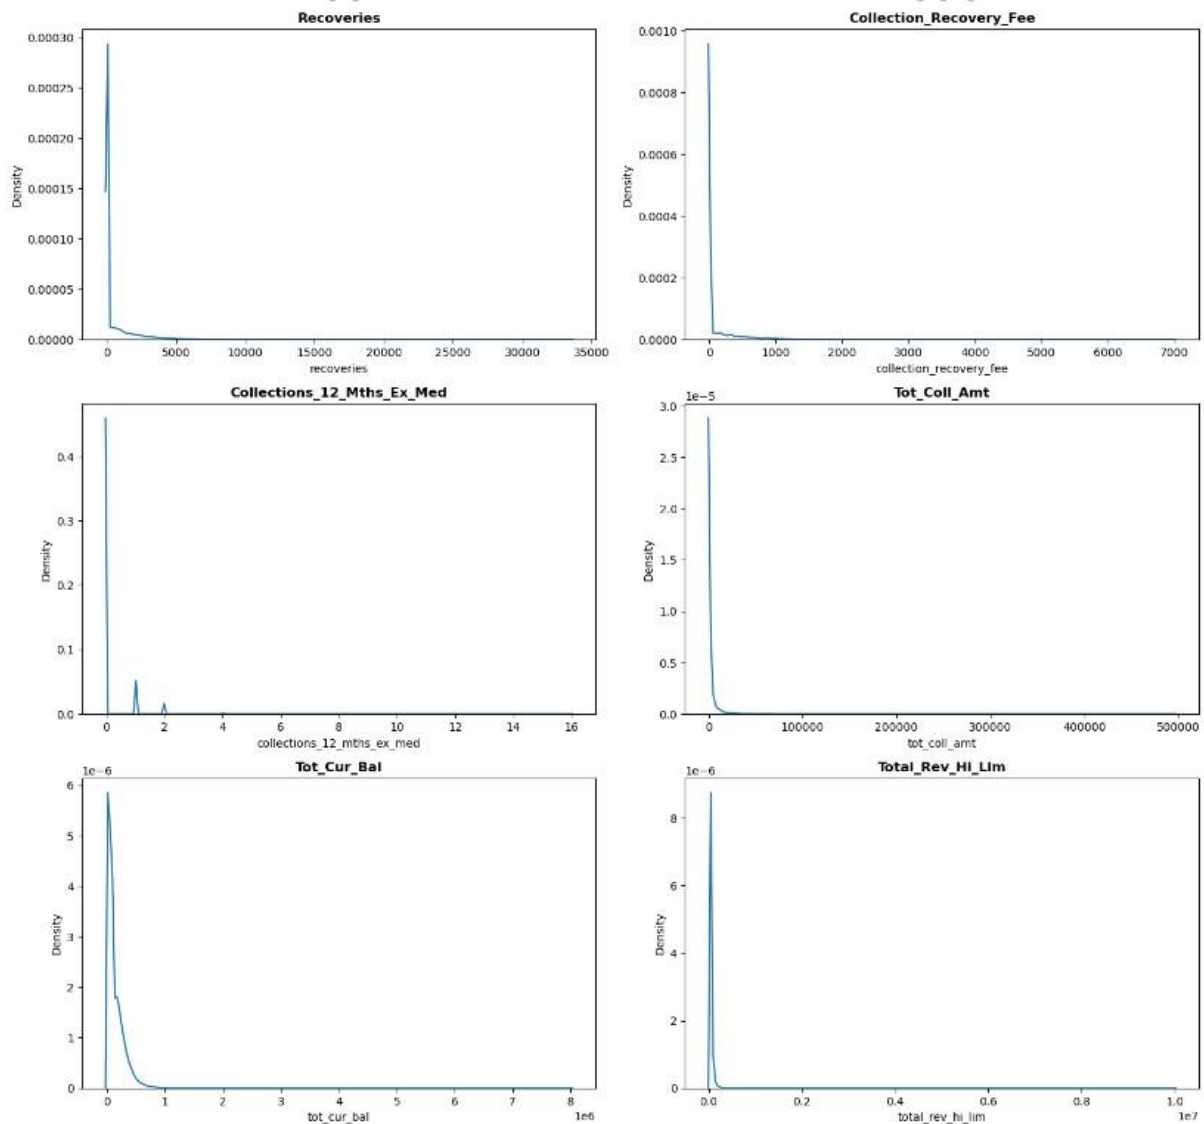 Recoveries
0.00030
0.00025
0.00020
0.00015
0.00010
0.00005
0.00000
Density
0 5000 10000 15000 20000 25000 30000 35000
recoveries
Collection_Recovery_Fee
0.0010
0.0008
0.0006
0.0004
0.0002
0.0000
Density
0 1000 2000 3000 4000 5000 6000 7000
collection_recovery_fee
Collections_12_Mths_Ex_Med
0.4
0.3
0.2
0.1
0.0
Density
0 2 4 6 8 10 12 14 16
collections_12_mths_ex_med
Tot_Coll_Amt
1e−5
3.0
2.5
2.0
1.5
1.0
0.5
0.0
Density
0 100000 200000 300000 400000 500000
tot_coll_amt
Tot_Cur_Bal
1e−6
6
5
4
3
2
1
0
Density
0 1 2 3 4 5 6 7 8
1e6
tot_cur_bal
Total_Rev_Hi_Lim
1e−6
8
6
4
2
0
Density
0.0 0.2 0.4 0.6 0.8 1.0
1e7
total_rev_hi_lim